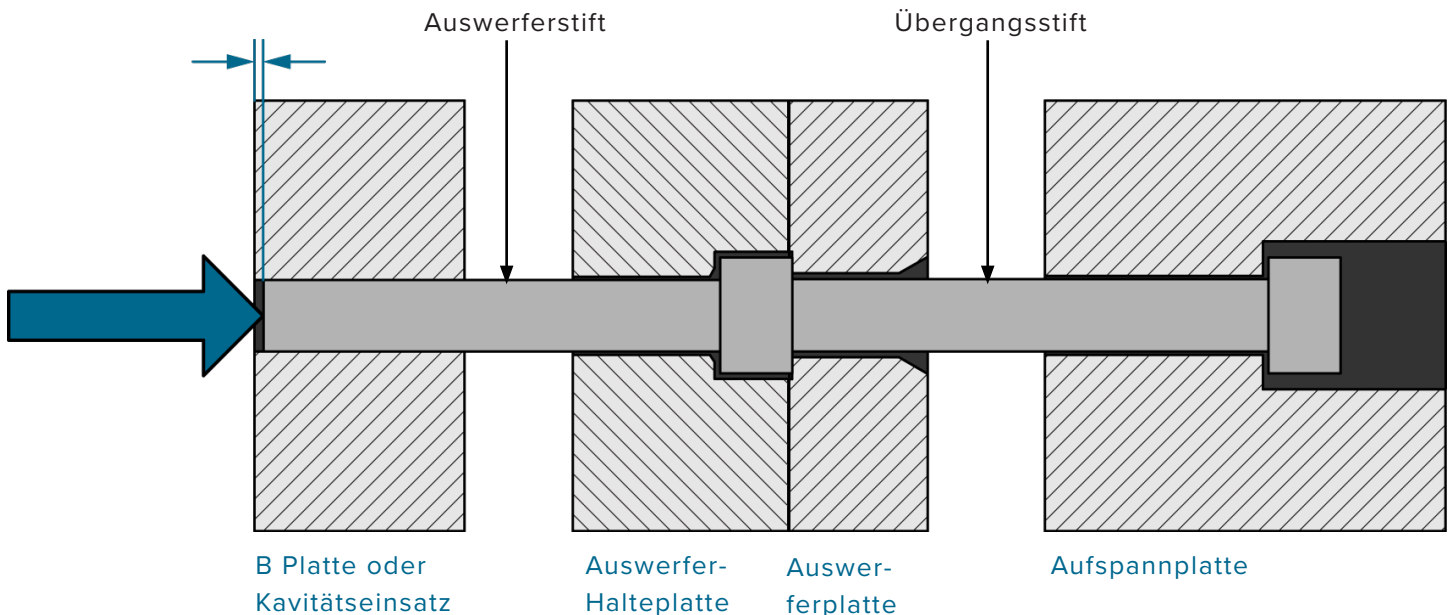 Auswerferstift
Übergangsstift
B Platte oder
Kavitätseinsatz
Auswerfer-
Halteplatte
Auswer-
ferplatte
Aufspannplatte